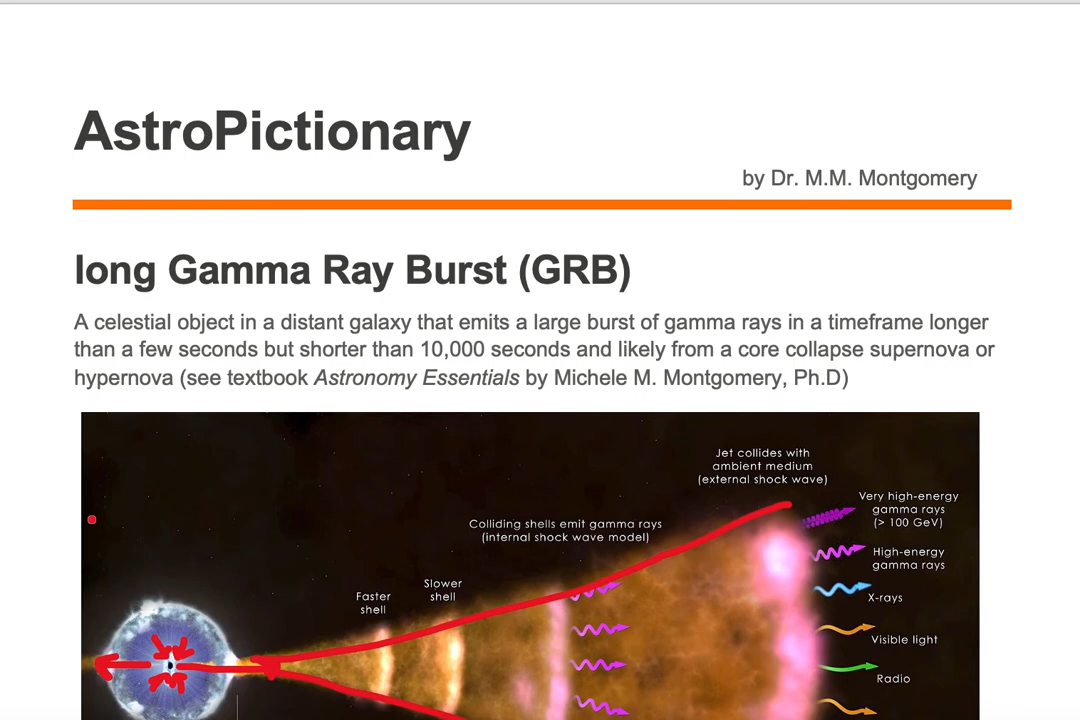 AstroPictionary
by Dr. M.M. Montgomery
long Gamma Ray Burst (GRB)
A celestial object in a distant galaxy that emits a large burst of gamma rays in a timeframe longer
than a few seconds but shorter than 10,000 seconds and likely from a core collapse supernova or
hypernova (see textbook Astronomy Essentials by Michele M. Montgomery, Ph.D)
Jet collides with
ambient medium
(external shock wave)
Very high-energy
gamma rays
(> 100 GeV)
Colliding shells emit gamma rays
(internal shock wave model)
High-energy
gamma rays
Slower
shell
Faster
shell
X-rays
Visible light
Radio